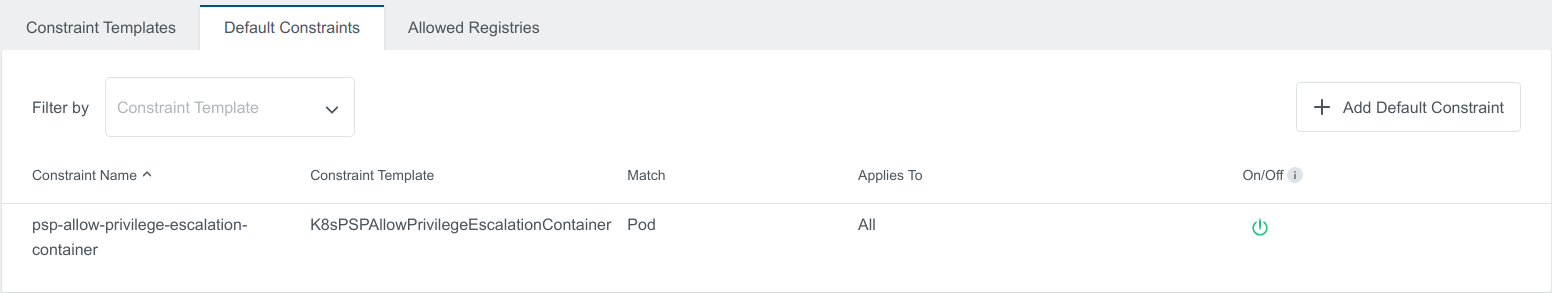 Constraint Templates
Default Constraints
Allowed Registries
Filter by
Constraint Template
Add Default Constraint
Constraint Name
Constraint Template
Match
Applies To
On/Off
psp-allow-privilege-escalation-
container
K8sPSPAllowPrivilegeEscalationContainer
Pod
All